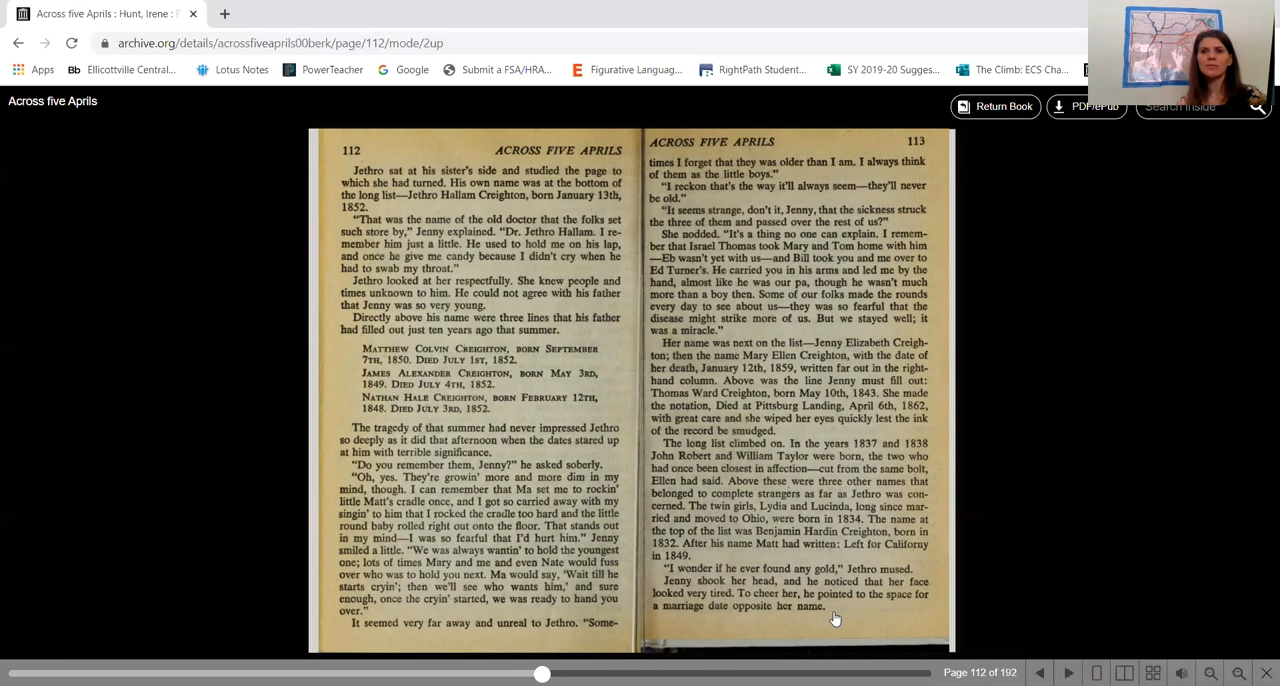 Across five Aprils : Hunt, Irene : F
archive.org/details/acrossfiveaprils00berk/page/112/mode/2up
Apps
Bb Ellicottville Central...
Lotus Notes
PowerTeacher
Google
Submit a FSA/HRA...
Figurative Languag...
RightPath Student...
SY 2019-20 Sugges...
The Climb: ECS Cha...
Across five Aprils
Return Book
PDF/ePub
Search inside
112 ACROSS FIVE APRILS
Jethro sat at his sister's side and studied the page to
which she had turned. His own name was at the bottom of
the long list—Jethro Hallam Creighton, born January 13th,
1852.
"That was the name of the old doctor that the folks set
such store by," Jenny explained. "Dr. Jethro Hallam. I re-
member him just a little. He used to hold me on his lap,
and once he give me candy because I didn't cry when he
had to swab my throat."
Jethro looked at her respectfully. She knew people and
times unknown to him. He could not agree with his father
that Jenny was so very young.
Directly above his name were three lines that his father
had filled out just ten years ago that summer.
MATTHEW COLVIN CREIGHTON, BORN SEPTEMBER
7TH, 1850. DIED JULY 1ST, 1852.
JAMES ALEXANDER CREIGHTON, BORN MAY 3RD,
1849. DIED JULY 4TH, 1852.
NATHAN HALE CREIGHTON, BORN FEBRUARY 12TH,
1848. DIED JULY 3RD, 1852.
The tragedy of that summer had never impressed Jethro
so deeply as it did that afternoon when the dates stared up
at him with terrible significance.
"Do you remember them, Jenny?" he asked soberly.
"Oh, yes. They're growin' more and more dim in my
mind, though. I can remember that Ma set me to rockin'
little Matt's cradle once, and I got so carried away with my
singin' to him that I rocked the cradle too hard and the little
round baby rolled right out onto the floor. That stands out
in my mind—I was so fearful that I'd hurt him." Jenny
smiled a little. "We was always wantin' to hold the youngest
one; lots of times Mary and me and even Nate would fuss
over who was to hold you next. Ma would say, 'Wait till he
starts cryin'; then we'll see who wants him,' and sure
enough, once the cryin' started, we was ready to hand you
over."
It seemed very far away and unreal to Jethro. "Some-
ACROSS FIVE APRILS 113
times I forget that they was older than I am. I always think
of them as the little boys."
"I reckon that's the way it'll always seem—they'll never
be old."
"It seems strange, don't it, Jenny, that the sickness struck
the three of them and passed over the rest of us?"
She nodded. "It's a thing no one can explain. I remem-
ber that Israel Thomas took Mary and Tom home with him
—Eb wasn't yet with us—and Bill took you and me over to
Ed Turner's. He carried you in his arms and led me by the
hand, almost like he was our pa, though he wasn't much
more than a boy then. Some of our folks made the rounds
every day to see about us—they was so fearful that the
disease might strike more of us. But we stayed well; it
was a miracle."
Her name was next on the list—Jenny Elizabeth Creigh-
ton; then the name Mary Ellen Creighton, with the date of
her death, January 12th, 1859, written far out in the right-
hand column. Above was the line Jenny must fill out:
Thomas Ward Creighton, born May 10th, 1843. She made
the notation, Died at Pittsburg Landing, April 6th, 1862,
with great care and she wiped her eyes quickly lest the ink
of the record be smudged.
The long list climbed on. In the years 1837 and 1838
John Robert and William Taylor were born, the two who
had once been closest in affection—cut from the same bolt,
Ellen had said. Above these were three other names that
belonged to complete strangers as far as Jethro was con-
cerned. The twin girls, Lydia and Lucinda, long since mar-
ried and moved to Ohio, were born in 1834. The name at
the top of the list was Benjamin Hardin Creighton, born in
1832. After his name Matt had written: Left for Californy
in 1849.
"I wonder if he ever found any gold," Jethro mused.
Jenny shook her head, and he noticed that her face
looked very tired. To cheer her, he pointed to the space for
a marriage date opposite her name.
Page 112 of 192